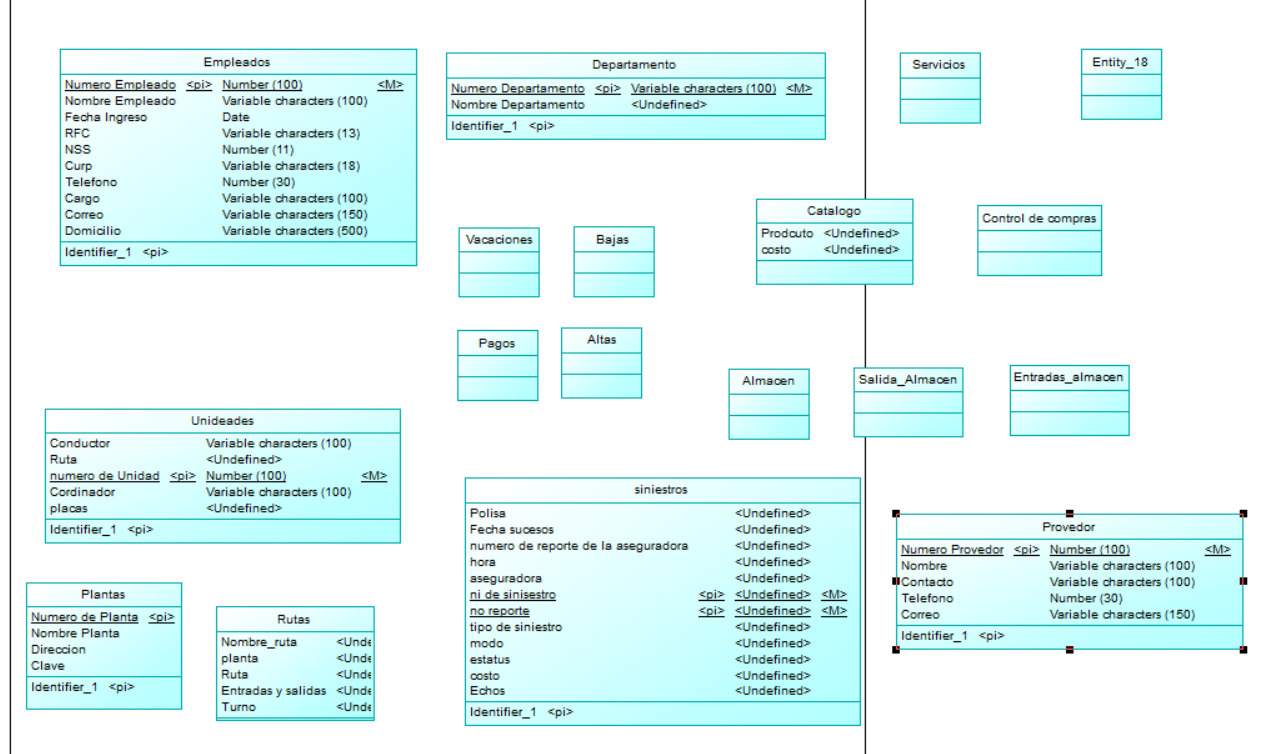 Empleados
Numero Empleado <pi> Number (100) <M>
Nombre Empleado Variable characters (100)
Fecha Ingreso Date
RFC Variable characters (13)
NSS Number (11)
Curp Variable characters (18)
Telefono Number (30)
Cargo Variable characters (100)
Correo Variable characters (150)
Domicilio Variable characters (500)
Identifier_1 <pi>
Departamento
Numero Departamento <pi> Variable characters (100) <M>
Nombre Departamento <Undefined>
Identifier_1 <pi>
Servicios
Entity_18
Catalogo
Prodcuto <Undefined>
costo <Undefined>
Control de compras
Vacaciones
Bajas
Pagos
Altas
Almacen
Salida_Almacen
Entradas_almacen
Unideades
Conductor Variable characters (100)
Ruta <Undefined>
numero de Unidad <pi> Number (100) <M>
Cordinador Variable characters (100)
placas <Undefined>
Identifier_1 <pi>
siniestros
Polisa <Undefined>
Fecha sucesos <Undefined>
numero de reporte de la aseguradora <Undefined>
hora <Undefined>
aseguradora <Undefined>
ni de sinisestro <pi> <Undefined> <M>
no reporte <pi> <Undefined> <M>
tipo de siniestro <Undefined>
modo <Undefined>
estatus <Undefined>
costo <Undefined>
Echos <Undefined>
Identifier_1 <pi>
Provedor
Numero Provedor <pi> Number (100) <M>
Nombre Variable characters (100)
Contacto Variable characters (100)
Telefono Number (30)
Correo Variable characters (150)
Identifier_1 <pi>
Plantas
Numero de Planta <pi>
Nombre Planta
Direccion
Clave
Identifier_1 <pi>
Rutas
Nombre_ruta <Unde
planta <Unde
Ruta <Unde
Entradas y salidas <Unde
Turno <Unde